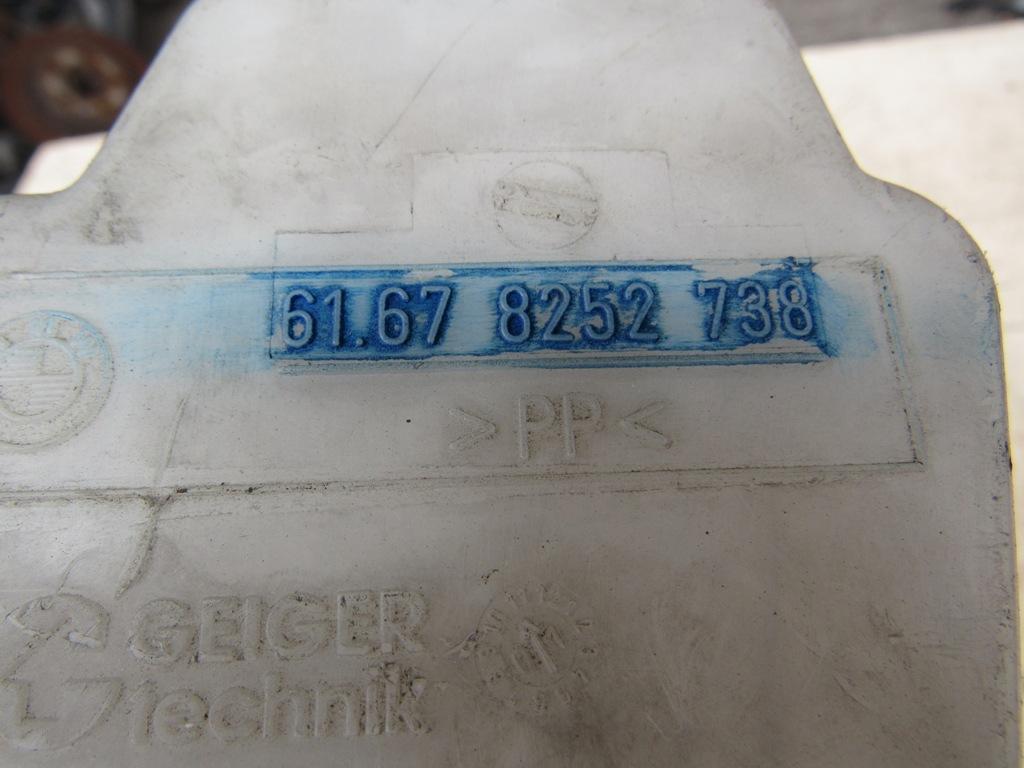 61.67 8252 738
>PP<
GEIGER
technik